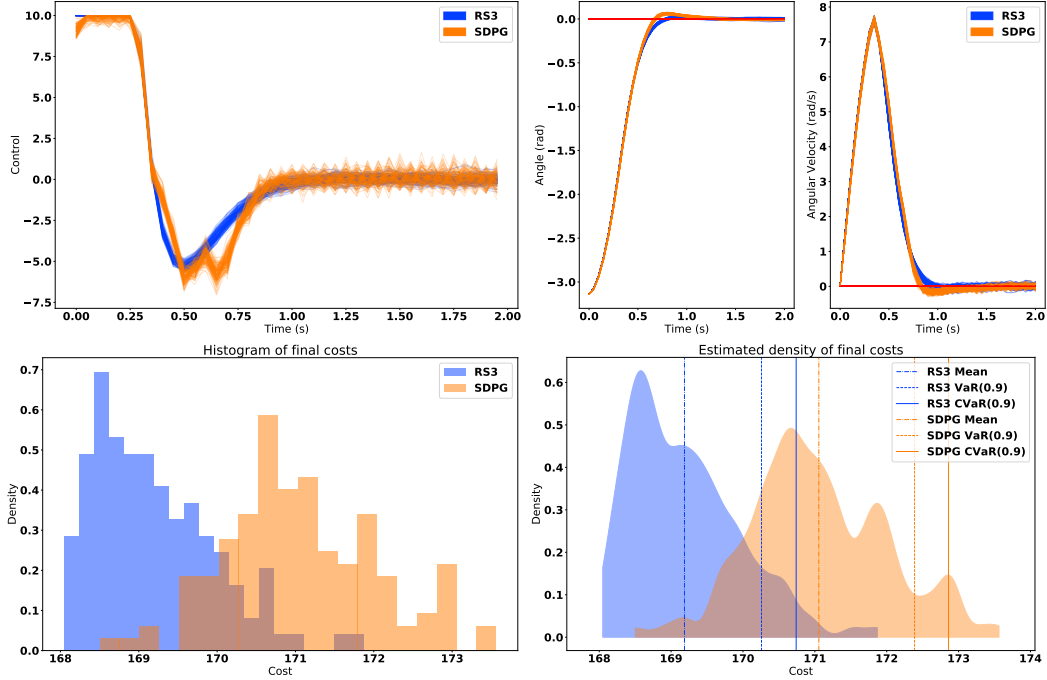 10.0
7.5
5.0
2.5
0.0
−2.5
−5.0
−7.5
Control
0.00
0.25
0.50
0.75
1.00
1.25
1.50
1.75
2.00
Time (s)
RS3
SDPG
0.0
−0.5
−1.0
−1.5
−2.0
−2.5
−3.0
Angle (rad)
0.0
0.5
1.0
1.5
2.0
Time (s)
8
7
6
5
4
3
2
1
0
Angular Velocity (rad/s)
0.0
0.5
1.0
1.5
2.0
Time (s)
RS3
SDPG
Histogram of final costs
0.7
0.6
0.5
0.4
0.3
0.2
0.1
0.0
Density
168
169
170
171
172
173
Cost
RS3
SDPG
Estimated density of final costs
0.6
0.5
0.4
0.3
0.2
0.1
0.0
Density
168
169
170
171
172
173
174
Cost
RS3 Mean
RS3 VaR(0.9)
RS3 CVaR(0.9)
SDPG Mean
SDPG VaR(0.9)
SDPG CVaR(0.9)